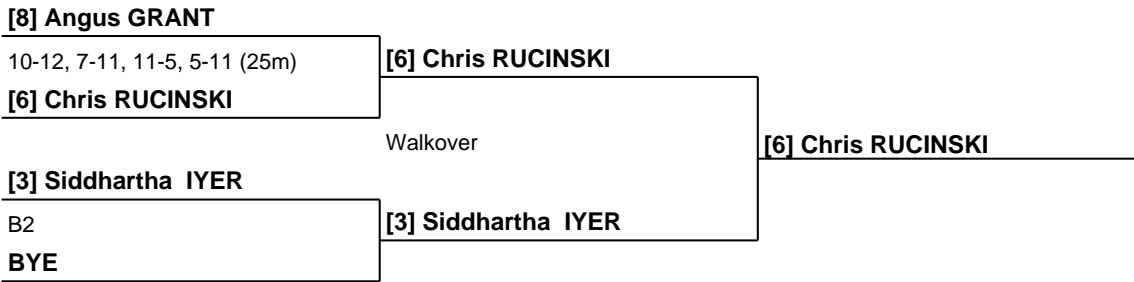 [8] Angus GRANT
10-12, 7-11, 11-5, 5-11 (25m)
[6] Chris RUCINSKI
[6] Chris RUCINSKI
Walkover
[6] Chris RUCINSKI
[3] Siddhartha  IYER
B2
[3] Siddhartha  IYER
BYE